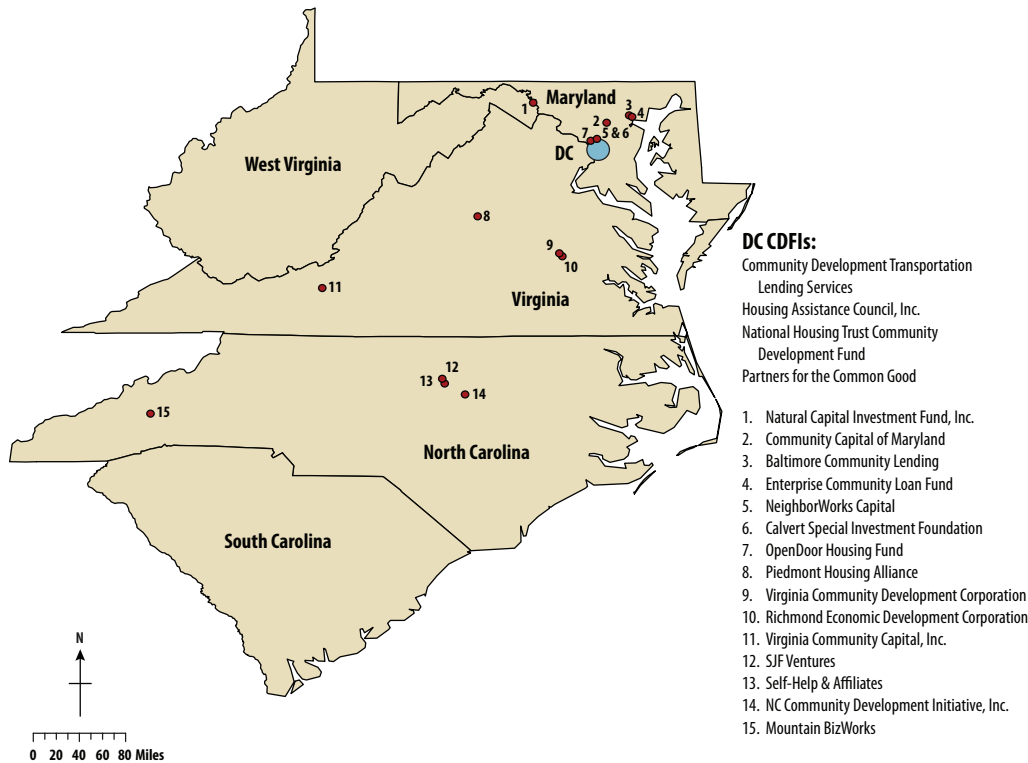 Maryland
1
2
3
4
7
5 & 6
DC
West Virginia
8
9
10
11
Virginia
12
13
14
15
North Carolina
South Carolina
N
0 20 40 60 80 Miles
DC CDFIs:
Community Development Transportation
Lending Services
Housing Assistance Council, Inc.
National Housing Trust Community
Development Fund
Partners for the Common Good
1. Natural Capital Investment Fund, Inc.
2. Community Capital of Maryland
3. Baltimore Community Lending
4. Enterprise Community Loan Fund
5. NeighborWorks Capital
6. Calvert Special Investment Foundation
7. OpenDoor Housing Fund
8. Piedmont Housing Alliance
9. Virginia Community Development Corporation
10. Richmond Economic Development Corporation
11. Virginia Community Capital, Inc.
12. SJF Ventures
13. Self-Help & Affiliates
14. NC Community Development Initiative, Inc.
15. Mountain BizWorks